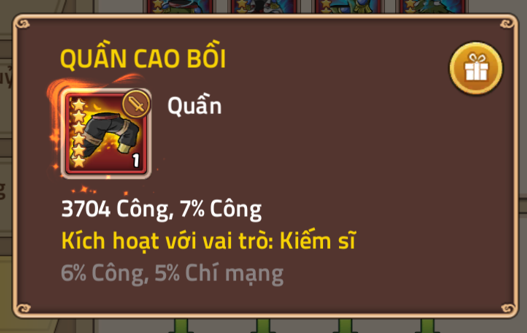 QUẦN CAO BỒI
Quần
1
3704 Công, 7% Công
Kích hoạt với vai trò: Kiếm sĩ
6% Công, 5% Chí mạng